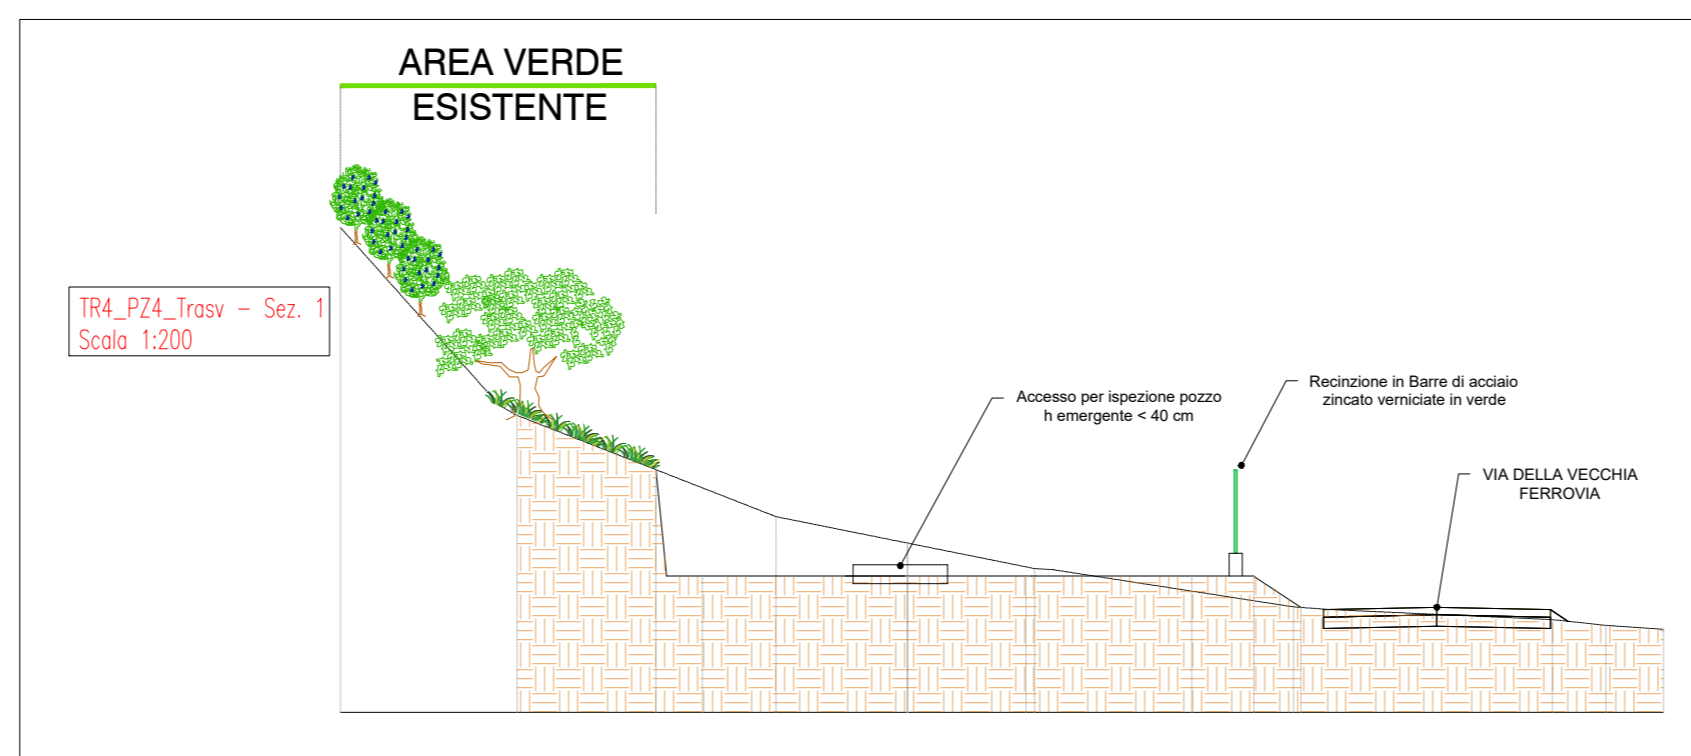 AREA VERDE
ESISTENTE
TR4_PZ4_Trasv - Sez. 1
Scala 1:200
Accesso per ispezione pozzo
h emergente < 40 cm
Recinzione in Barre di acciaio
zincato verniciate in verde
VIA DELLA VECCHIA
FERROVIA